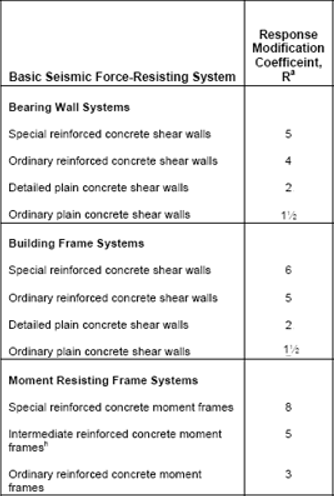 Basic Seismic Force-Resisting System
Response
Modification
Coefficeint,
Rᵃ
Bearing Wall Systems
Special reinforced concrete shear walls 5
Ordinary reinforced concrete shear walls 4
Detailed plain concrete shear walls 2
Ordinary plain concrete shear walls 1½
Building Frame Systems
Special reinforced concrete shear walls 6
Ordinary reinforced concrete shear walls 5
Detailed plain concrete shear walls 2
Ordinary plain concrete shear walls 1½
Moment Resisting Frame Systems
Special reinforced concrete moment frames 8
Intermediate reinforced concrete moment 5
framesʰ
Ordinary reinforced concrete moment 3
frames